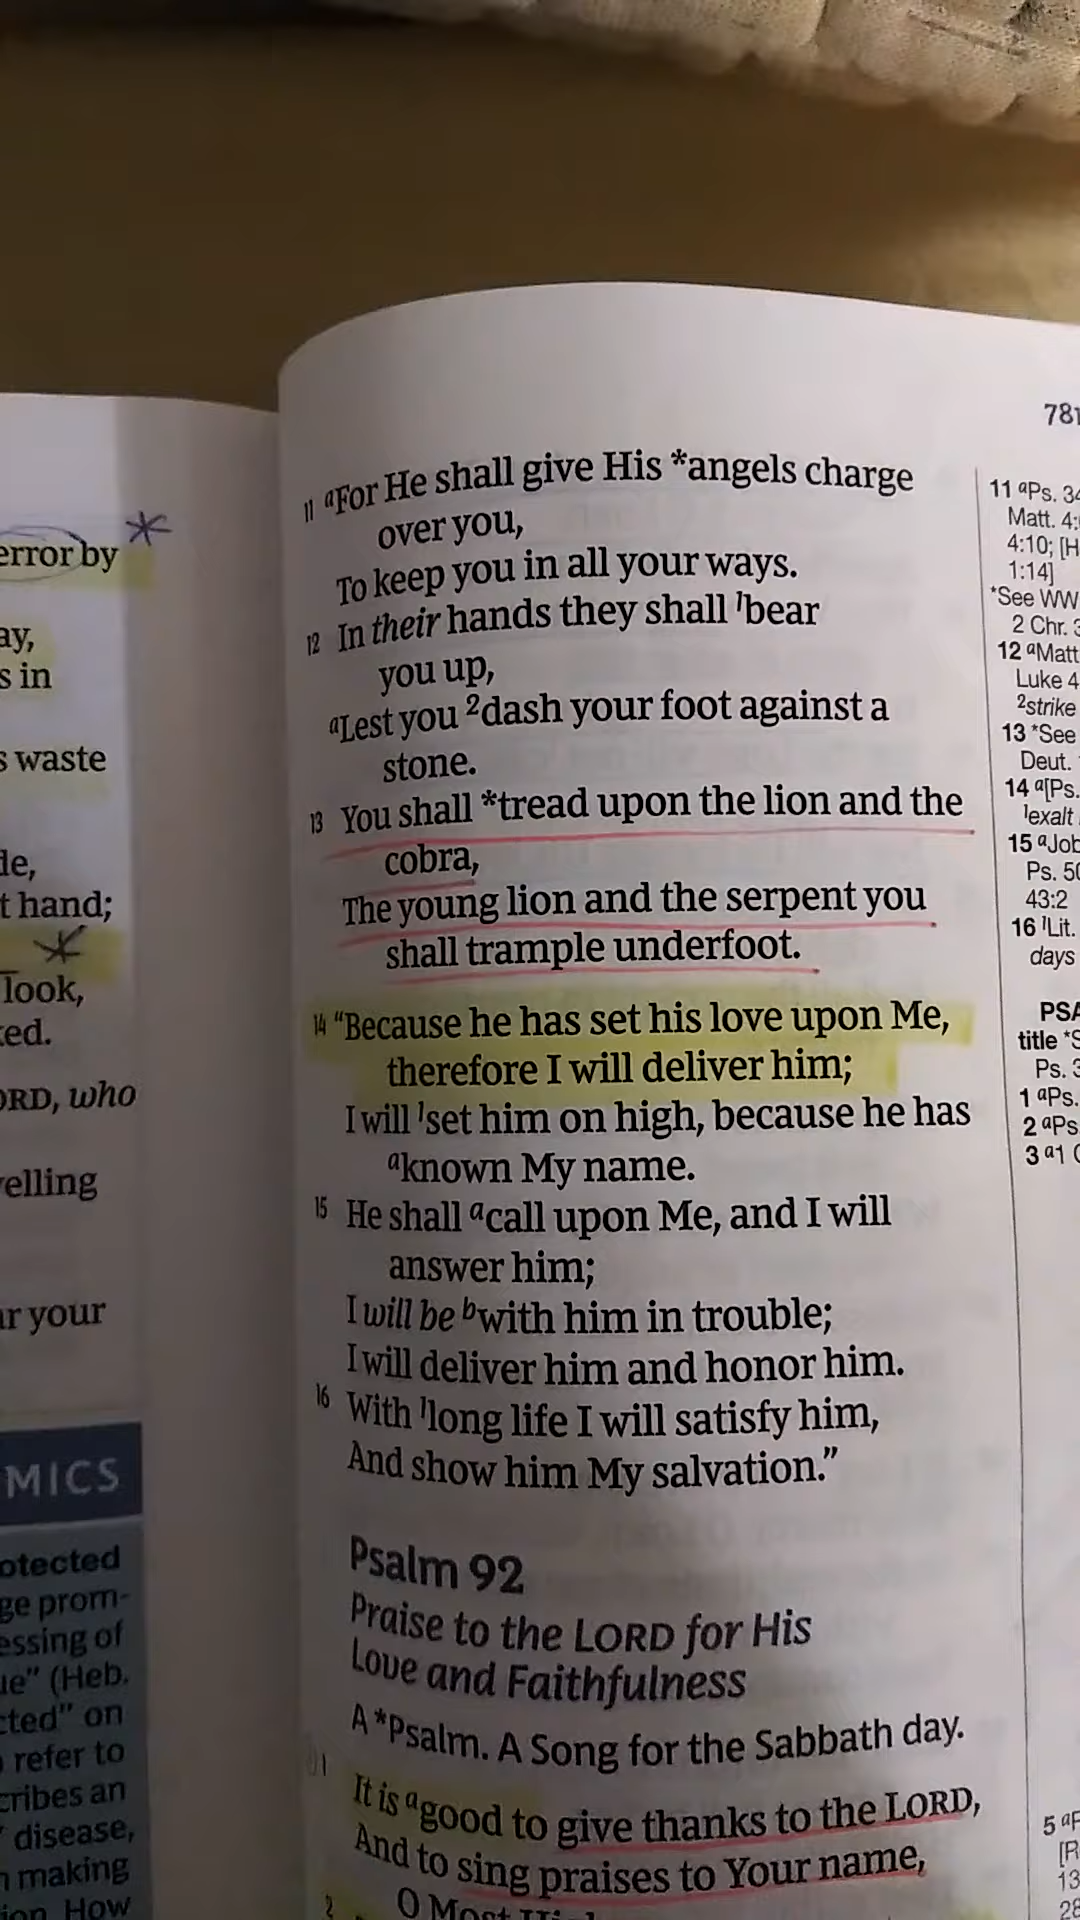 error by
ay,
s in
s waste
de,
t hand;
look,
ked.
ORD, who
elling
ar your
MICS
otected
ge prom-
essing of
ue" (Heb.
cted" on
refer to
cribes an
disease,
making
ion. How
781
11 aFor He shall give His *angels charge
over you,
To keep you in all your ways.
12 In their hands they shall 1bear
you up,
aLest you 2dash your foot against a
stone.
13 You shall *tread upon the lion and the
cobra,
The young lion and the serpent you
shall trample underfoot.
14 “Because he has set his love upon Me,
therefore I will deliver him;
I will 1set him on high, because he has
aknown My name.
15 He shall acall upon Me, and I will
answer him;
I will be bwith him in trouble;
I will deliver him and honor him.
16 With 1long life I will satisfy him,
And show him My salvation.”
Psalm 92
Praise to the LORD for His
Love and Faithfulness
A *Psalm. A Song for the Sabbath day.
1 It is agood to give thanks to the LORD,
And to sing praises to Your name,
2 O Most
11 aPs. 34
Matt. 4:
4:10; [H
1:14]
*See WW
2 Chr. 3
12 aMatt
Luke 4
2strike
13 *See
Deut.
14 a[Ps.
1exalt
15 aJob
Ps. 50
43:2
16 1Lit.
days
PSA
title *S
Ps. 3
1 aPs.
2 aPs
3 a1 C
5 aP
[R
13
28